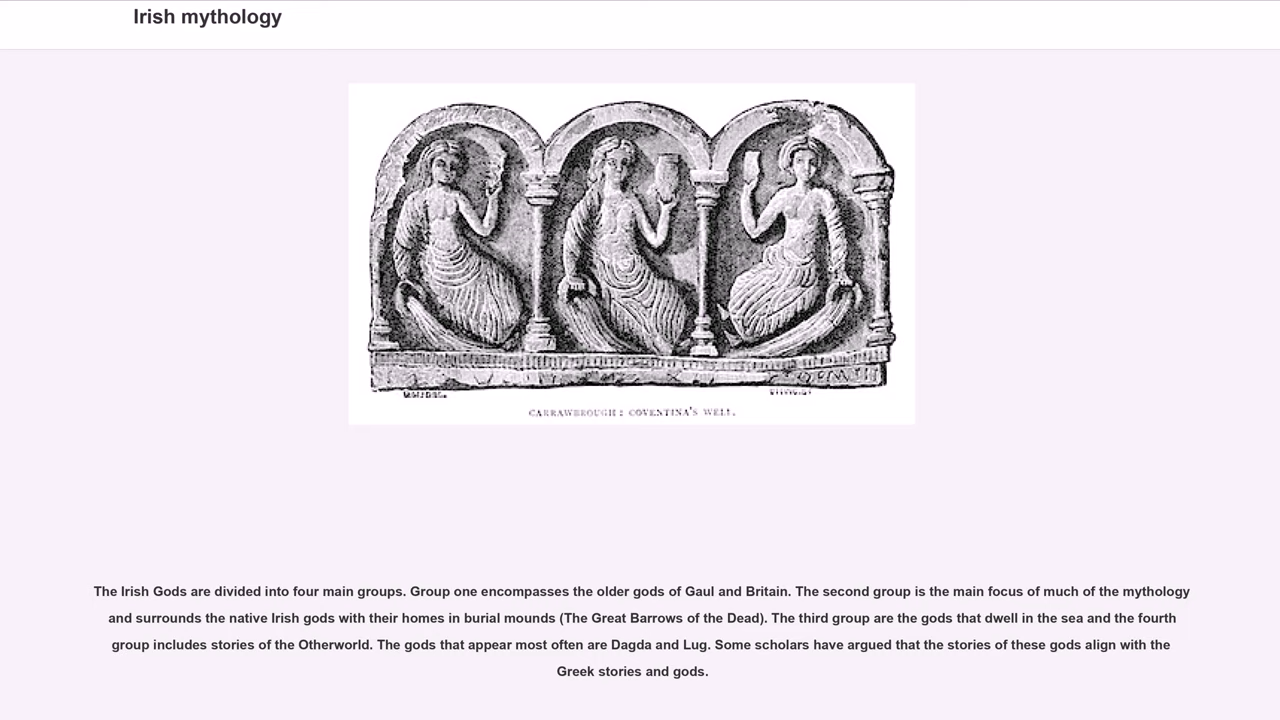 Irish mythology
CARRAWBROUGH: COVENTINA'S WELL.
The Irish Gods are divided into four main groups. Group one encompasses the older gods of Gaul and Britain. The second group is the main focus of much of the mythology
and surrounds the native Irish gods with their homes in burial mounds (The Great Barrows of the Dead). The third group are the gods that dwell in the sea and the fourth
group includes stories of the Otherworld. The gods that appear most often are Dagda and Lug. Some scholars have argued that the stories of these gods align with the
Greek stories and gods.